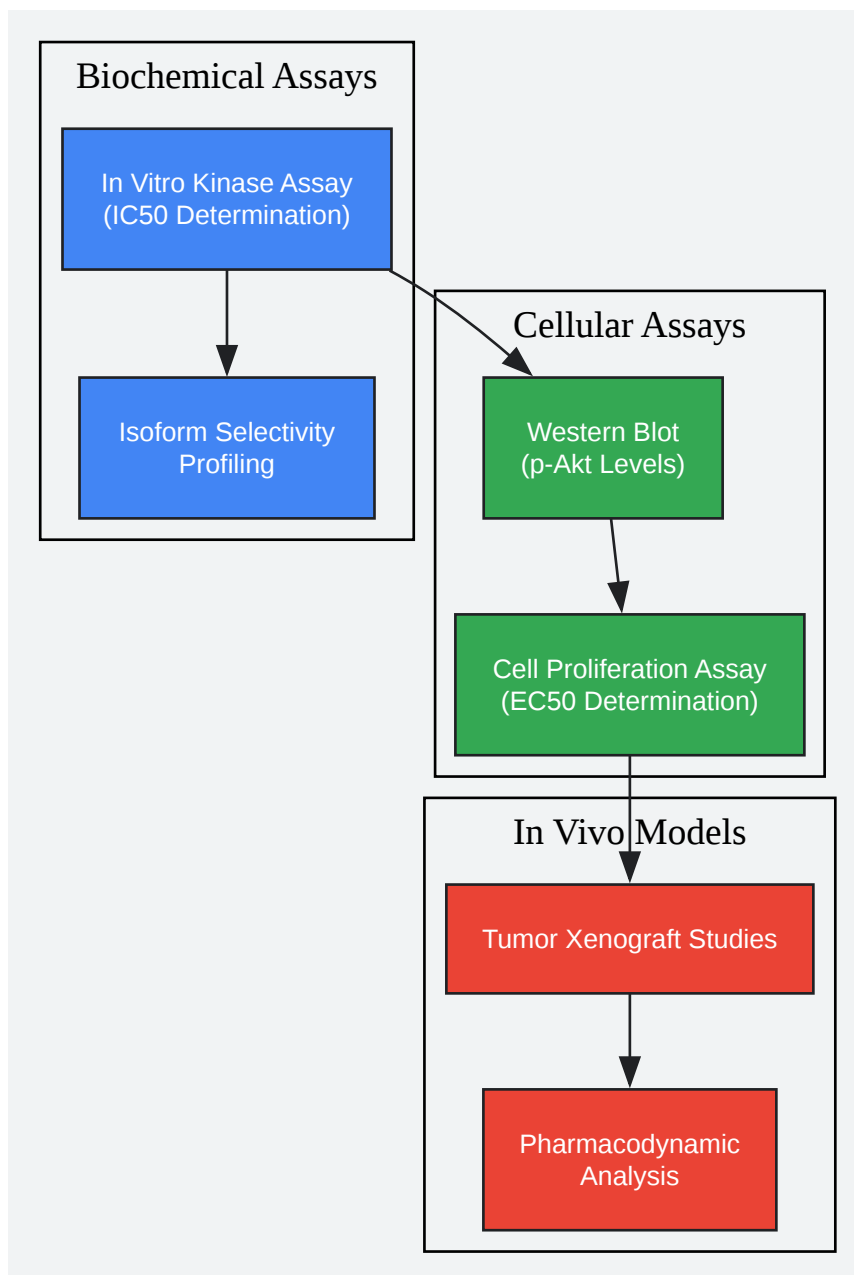 Biochemical Assays
In Vitro Kinase Assay
(IC50 Determination)
Isoform Selectivity
Profiling
Cellular Assays
Western Blot
(p-Akt Levels)
Cell Proliferation Assay
(EC50 Determination)
In Vivo Models
Tumor Xenograft Studies
Pharmacodynamic
Analysis